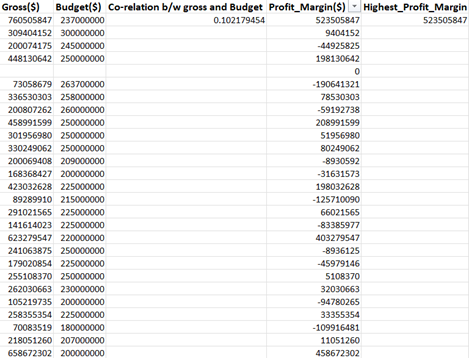 Gross($) Budget($) Co-relation b/w gross and Budget Profit_Margin($) Highest_Profit_Margin
760505847 237000000 0.102179454 523505847 523505847
309404152 300000000 9404152
200074175 245000000 -44925825
448130642 250000000 198130642
0
73058679 263700000 -190641321
336530303 258000000 78530303
200807262 260000000 -59192738
458991599 250000000 208991599
301956980 250000000 51956980
330249062 250000000 80249062
200069408 209000000 -8930592
168368427 200000000 -31631573
423032628 225000000 198032628
89289910 215000000 -125710090
291021565 225000000 66021565
141614023 225000000 -83385977
623279547 220000000 403279547
241063875 250000000 -8936125
179020854 225000000 -45979146
255108370 250000000 5108370
262030663 230000000 32030663
105219735 200000000 -94780265
258355354 225000000 33355354
70083519 180000000 -109916481
218051260 207000000 11051260
658672302 200000000 458672302